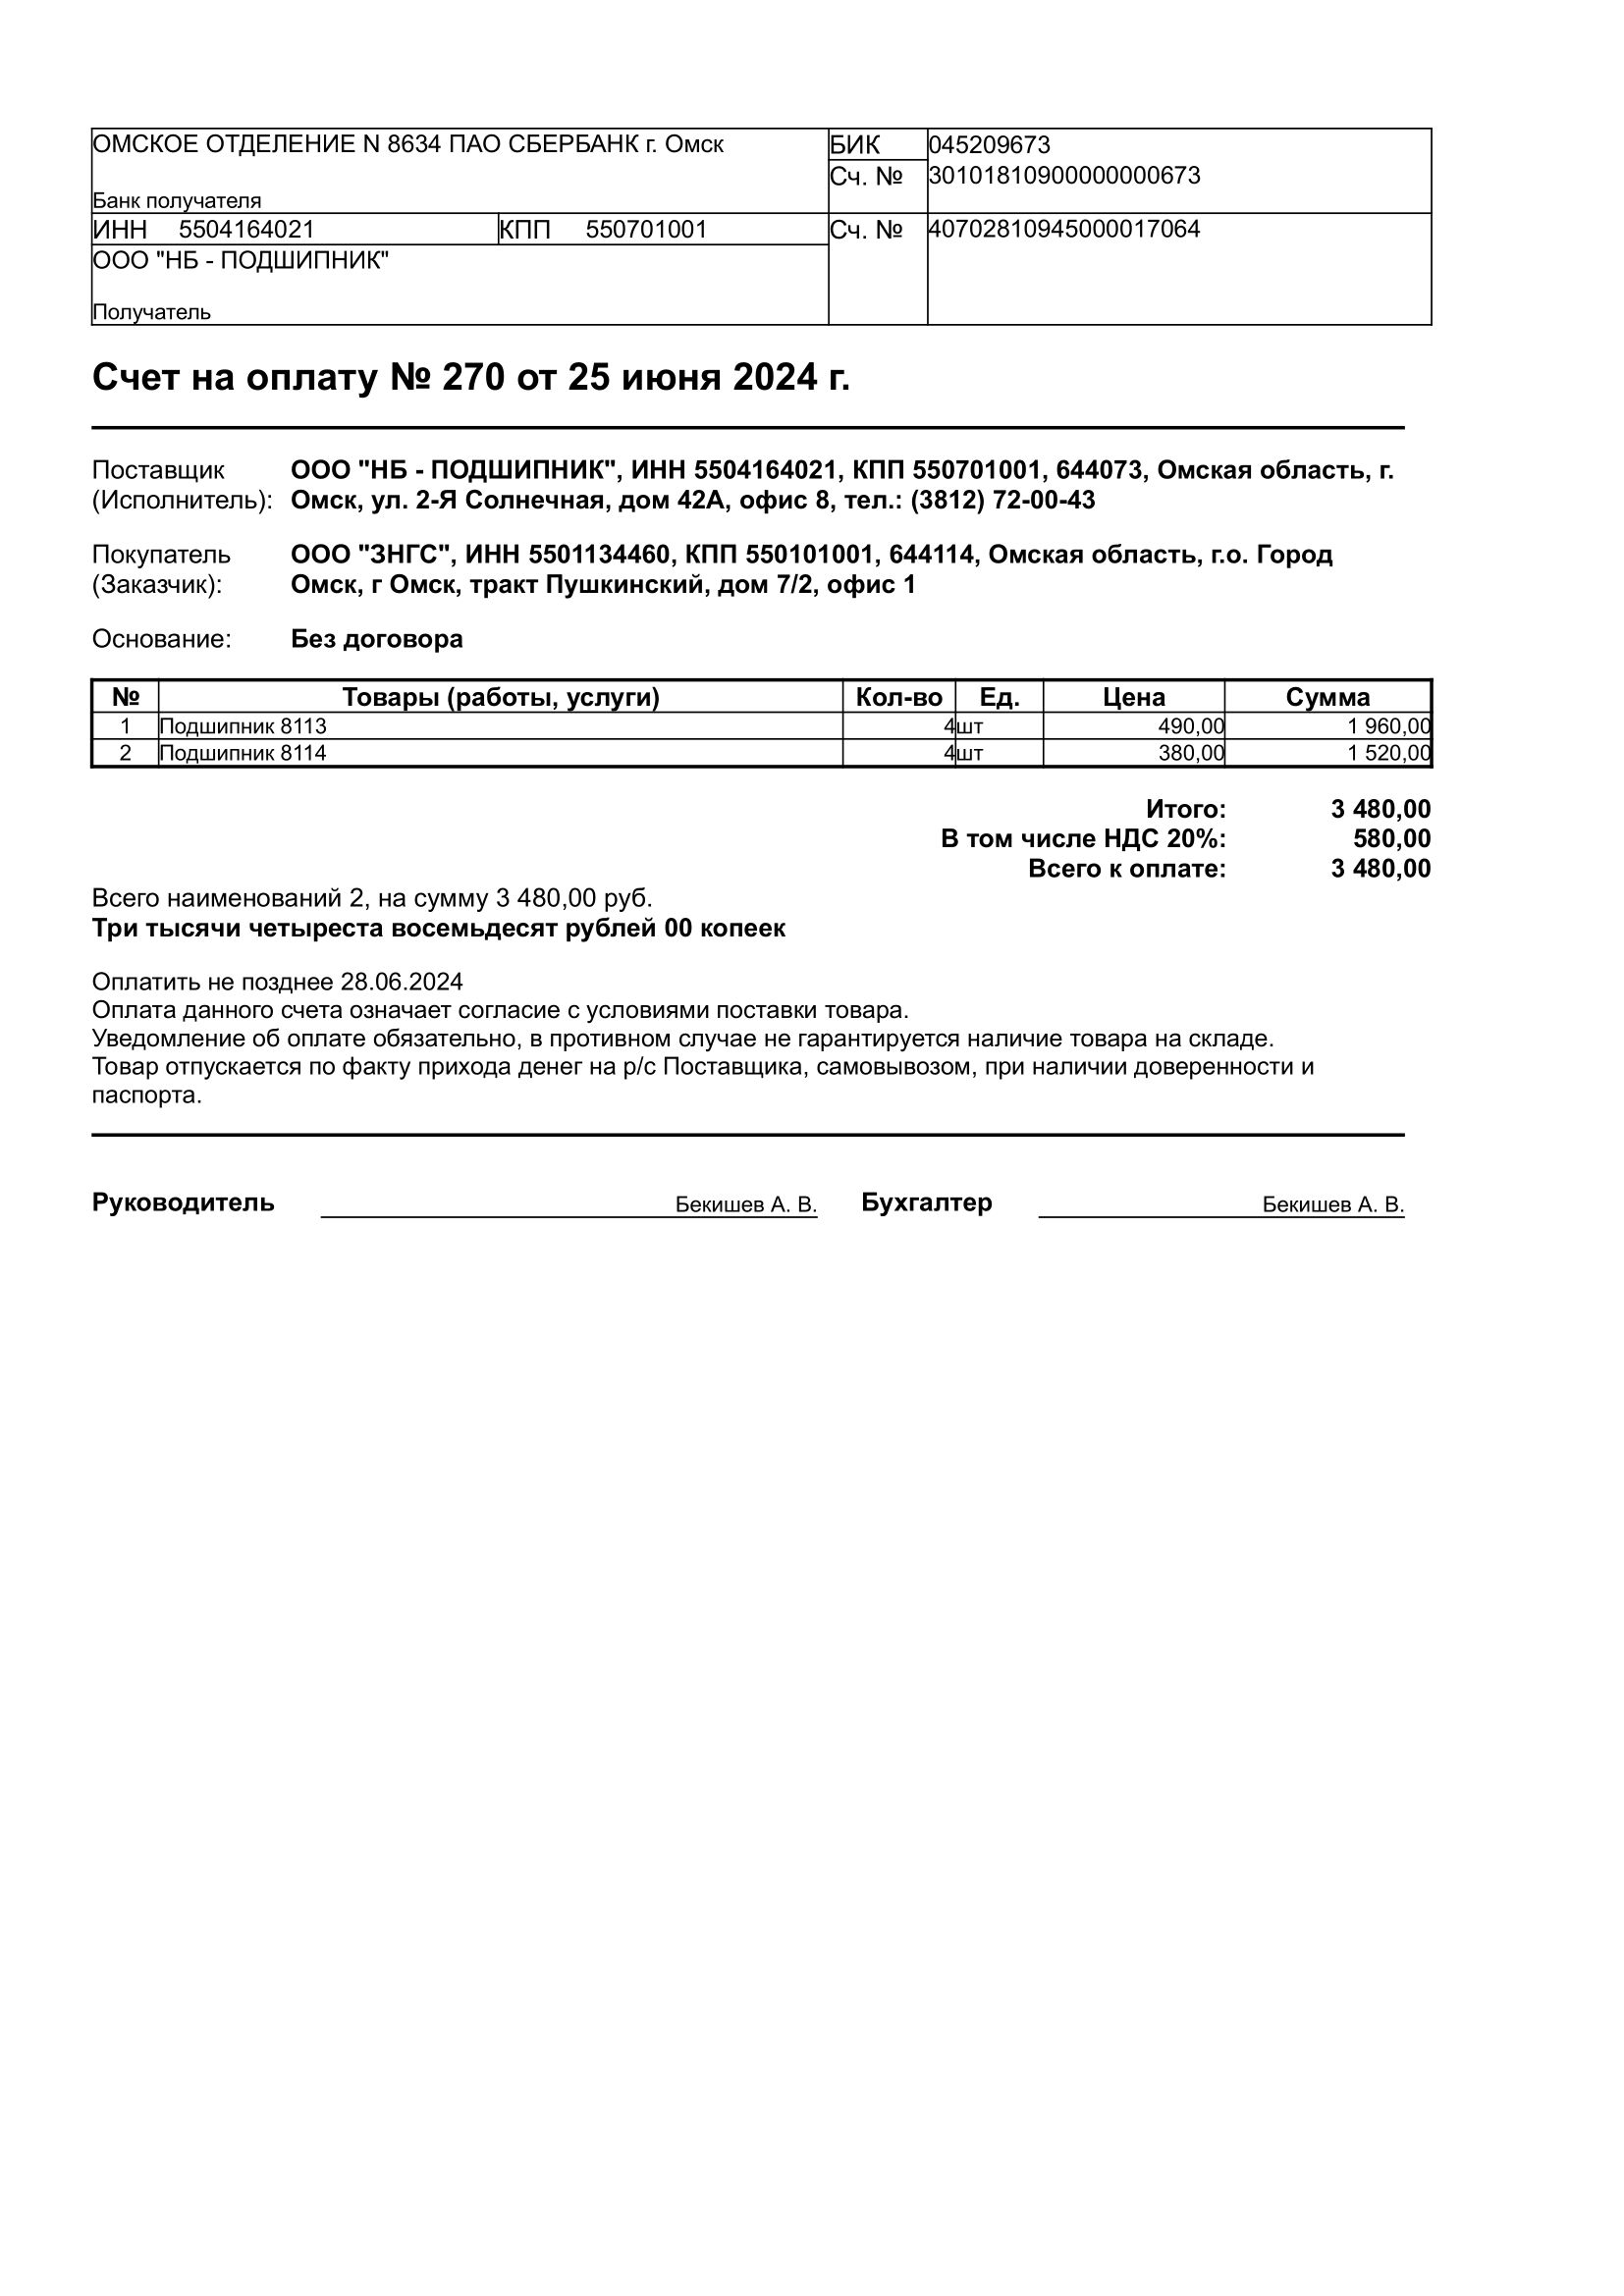 ОМСКОЕ ОТДЕЛЕНИЕ N 8634 ПАО СБЕРБАНК г. Омск
БИК 045209673
Сч. № 30101810900000000673
Банк получателя
ИНН 5504164021 КПП 550701001 Сч. № 40702810945000017064
ООО "НБ - ПОДШИПНИК"
Получатель
Счет на оплату № 270 от 25 июня 2024 г.
Поставщик ООО "НБ - ПОДШИПНИК", ИНН 5504164021, КПП 550701001, 644073, Омская область, г.
(Исполнитель): Омск, ул. 2-Я Солнечная, дом 42А, офис 8, тел.: (3812) 72-00-43
Покупатель ООО "ЗНГС", ИНН 5501134460, КПП 550101001, 644114, Омская область, г.о. Город
(Заказчик): Омск, г Омск, тракт Пушкинский, дом 7/2, офис 1
Основание: Без договора
№ Товары (работы, услуги) Кол-во Ед. Цена Сумма
1 Подшипник 8113 4 шт 490,00 1 960,00
2 Подшипник 8114 4 шт 380,00 1 520,00
Итого: 3 480,00
В том числе НДС 20%: 580,00
Всего к оплате: 3 480,00
Всего наименований 2, на сумму 3 480,00 руб.
Три тысячи четыреста восемьдесят рублей 00 копеек
Оплатить не позднее 28.06.2024
Оплата данного счета означает согласие с условиями поставки товара.
Уведомление об оплате обязательно, в противном случае не гарантируется наличие товара на складе.
Товар отпускается по факту прихода денег на р/с Поставщика, самовывозом, при наличии доверенности и
паспорта.
Руководитель Бекишев А. В. Бухгалтер Бекишев А. В.